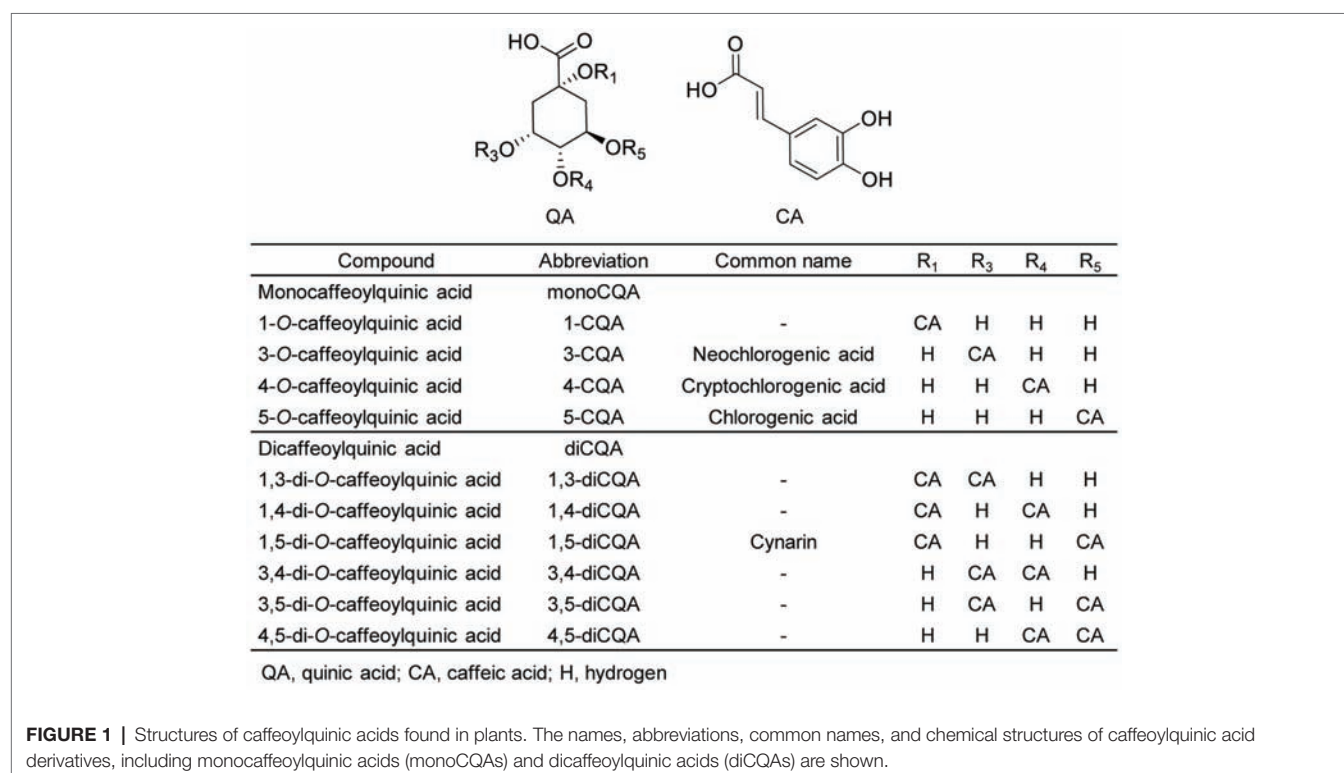 HO
O
OR1
R3O
OR5
OR4
QA
O
HO
OH
OH
CA
Compound Abbreviation Common name R1 R3 R4 R5
Monocaffeoylquinic acid monoCQA
1-O-caffeoylquinic acid 1-CQA - CA H H H
3-O-caffeoylquinic acid 3-CQA Neochlorogenic acid H CA H H
4-O-caffeoylquinic acid 4-CQA Cryptochlorogenic acid H H CA H
5-O-caffeoylquinic acid 5-CQA Chlorogenic acid H H H CA
Dicaffeoylquinic acid diCQA
1,3-di-O-caffeoylquinic acid 1,3-diCQA - CA CA H H
1,4-di-O-caffeoylquinic acid 1,4-diCQA - CA H CA H
1,5-di-O-caffeoylquinic acid 1,5-diCQA Cynarin CA H H CA
3,4-di-O-caffeoylquinic acid 3,4-diCQA - H CA CA H
3,5-di-O-caffeoylquinic acid 3,5-diCQA - H CA H CA
4,5-di-O-caffeoylquinic acid 4,5-diCQA - H H CA CA
QA, quinic acid; CA, caffeic acid; H, hydrogen
FIGURE 1 | Structures of caffeoylquinic acids found in plants. The names, abbreviations, common names, and chemical structures of caffeoylquinic acid
derivatives, including monocaffeoylquinic acids (monoCQAs) and dicaffeoylquinic acids (diCQAs) are shown.